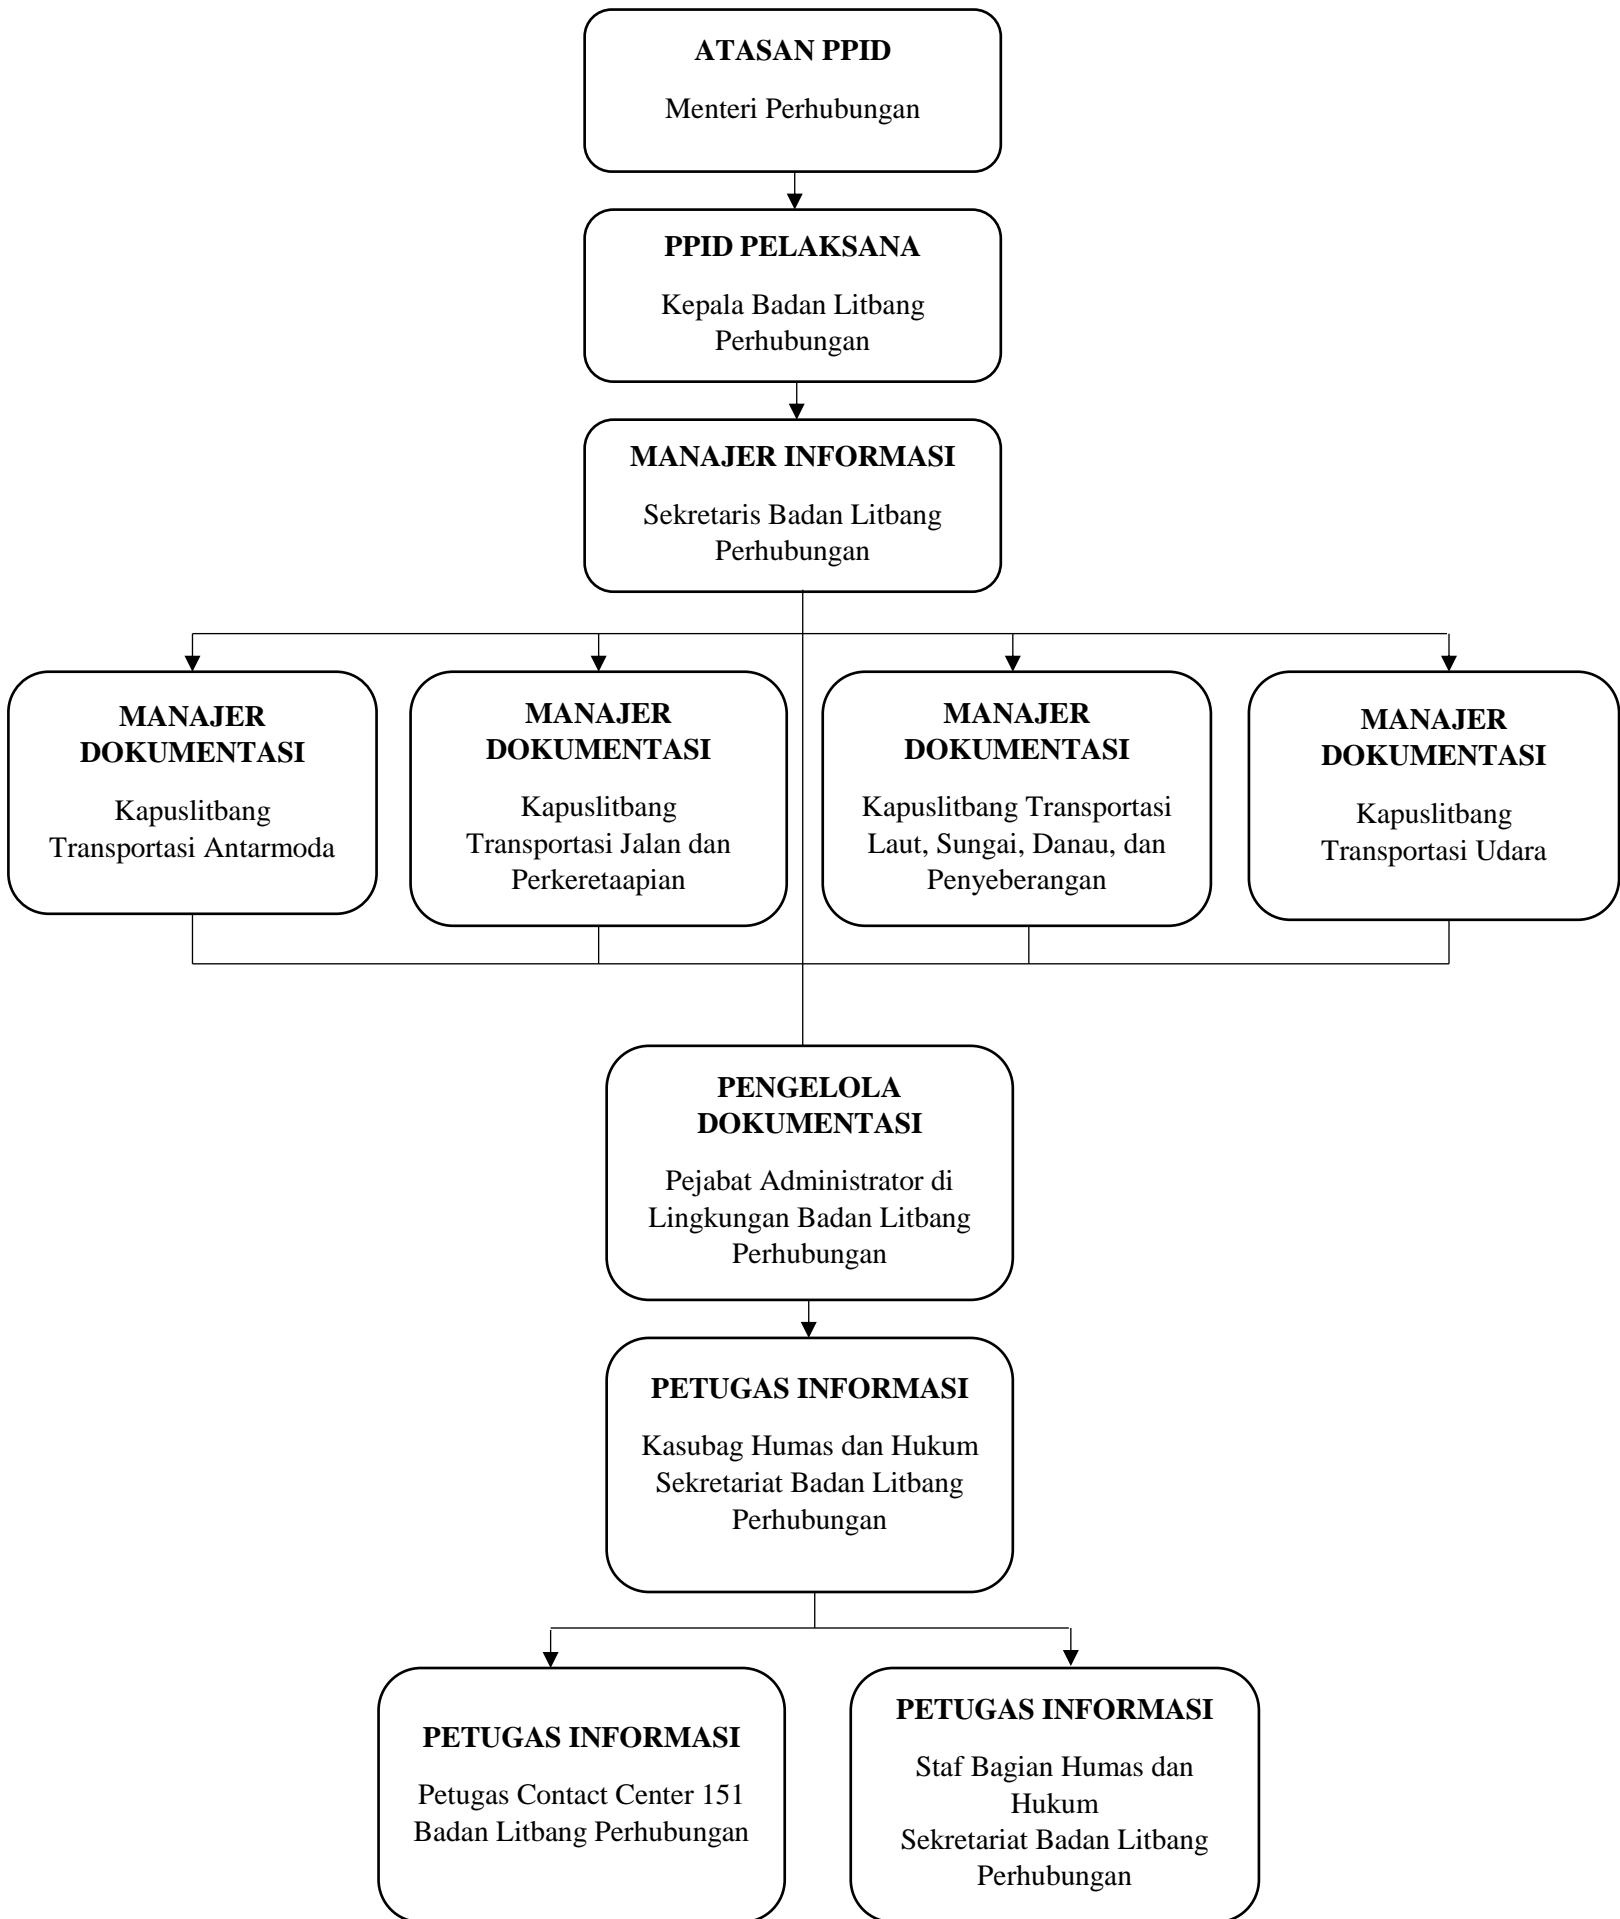 ATASAN PPID
Menteri Perhubungan
PPID PELAKSANA
Kepala Badan Litbang
Perhubungan
MANAJER INFORMASI
Sekretaris Badan Litbang
Perhubungan
MANAJER
DOKUMENTASI
Kapuslitbang
Transportasi Antarmoda
MANAJER
DOKUMENTASI
Kapuslitbang
Transportasi Jalan dan
Perkeretaapian
MANAJER
DOKUMENTASI
Kapuslitbang Transportasi
Laut, Sungai, Danau, dan
Penyeberangan
MANAJER
DOKUMENTASI
Kapuslitbang
Transportasi Udara
PENGELOLA
DOKUMENTASI
Pejabat Administrator di
Lingkungan Badan Litbang
Perhubungan
PETUGAS INFORMASI
Kasubag Humas dan Hukum
Sekretariat Badan Litbang
Perhubungan
PETUGAS INFORMASI
Petugas Contact Center 151
Badan Litbang Perhubungan
PETUGAS INFORMASI
Staf Bagian Humas dan
Hukum
Sekretariat Badan Litbang
Perhubungan